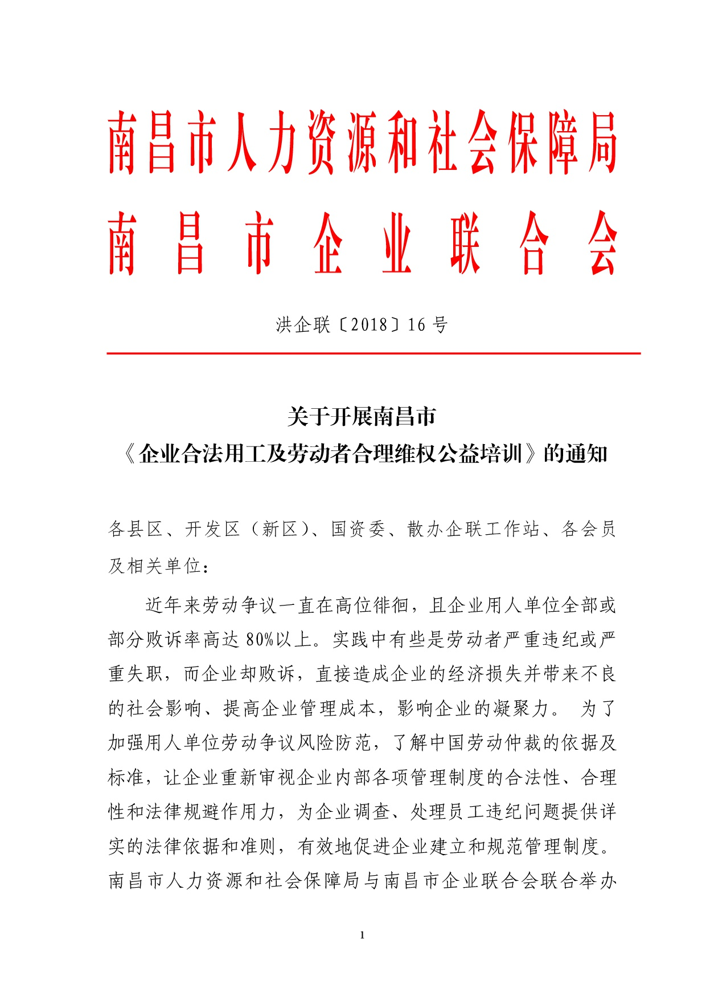 南昌市人力资源和社会保障局
南昌市企业联合会
洪企联〔2018〕16 号
关于开展南昌市
《企业合法用工及劳动者合理维权公益培训》的通知
各县区、开发区（新区）、国资委、散办企联工作站、各会员
及相关单位：
近年来劳动争议一直在高位徘徊，且企业用人单位全部或
部分败诉率高达 80%以上。实践中有些是劳动者严重违纪或严
重失职，而企业却败诉，直接造成企业的经济损失并带来不良
的社会影响、提高企业管理成本，影响企业的凝聚力。 为了
加强用人单位劳动争议风险防范，了解中国劳动仲裁的依据及
标准，让企业重新审视企业内部各项管理制度的合法性、合理
性和法律规避作用力，为企业调查、处理员工违纪问题提供详
实的法律依据和准则，有效地促进企业建立和规范管理制度。
南昌市人力资源和社会保障局与南昌市企业联合会联合举办
1